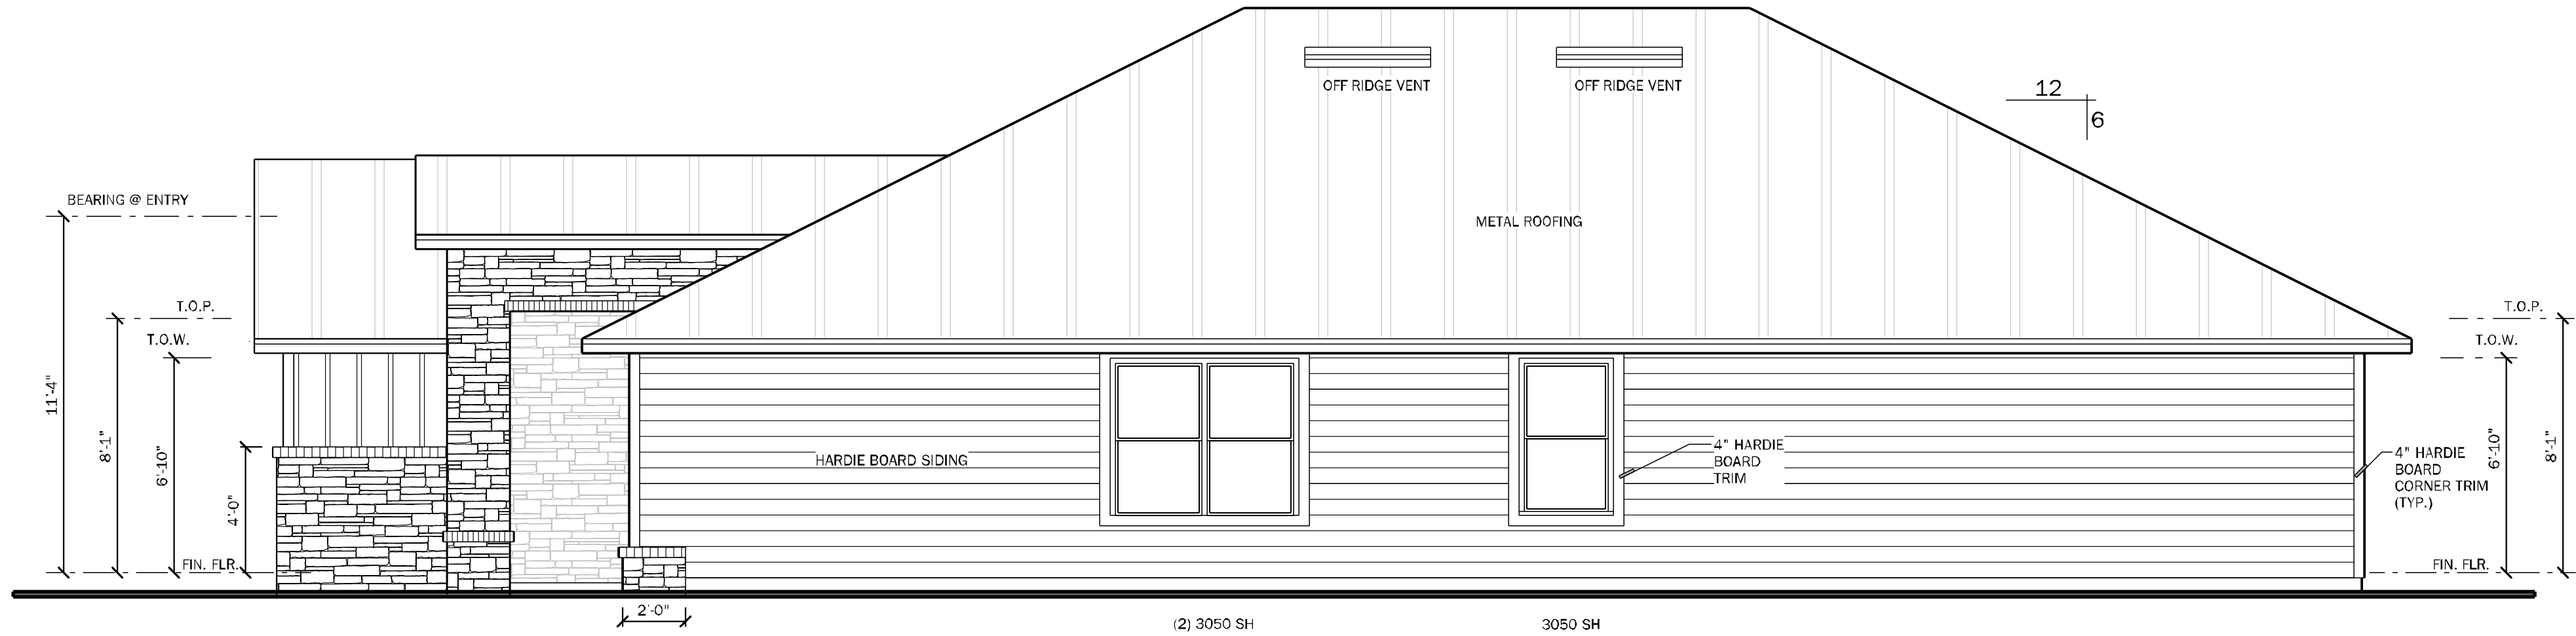 OFF RIDGE VENT
OFF RIDGE VENT
12
6
BEARING @ ENTRY
METAL ROOFING
T.O.P.
T.O.W.
T.O.P.
T.O.W.
11'-4"
8'-1"
6'-10"
4'-0"
HARDIE BOARD SIDING
4" HARDIE
BOARD
TRIM
4" HARDIE
BOARD
CORNER TRIM
(TYP.)
6'-10"
8'-1"
FIN. FLR.
FIN. FLR.
2'-0"
(2) 3050 SH
3050 SH